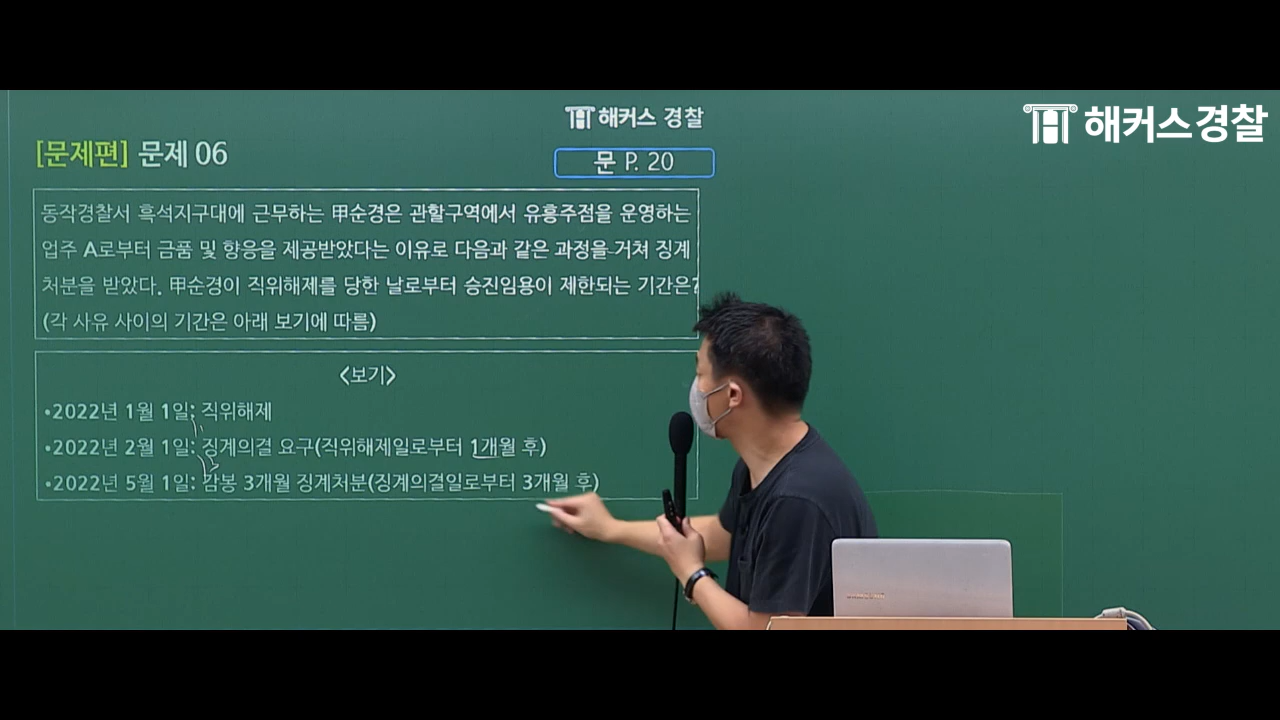 해커스 경찰
해커스경찰
[문제편] 문제 06
문 P. 20
동작경찰서 흑석지구대에 근무하는 甲순경은 관할구역에서 유흥주점을 운영하는
업주 A로부터 금품 및 향응을 제공받았다는 이유로 다음과 같은 과정을 거쳐 징계
처분을 받았다. 甲순경이 직위해제를 당한 날로부터 승진임용이 제한되는 기간은?
(각 사유 사이의 기간은 아래 보기에 따름)
<보기>
•2022년 1월 1일: 직위해제
•2022년 2월 1일: 징계의결 요구(직위해제일로부터 1개월 후)
•2022년 5월 1일: 감봉 3개월 징계처분(징계의결일로부터 3개월 후)